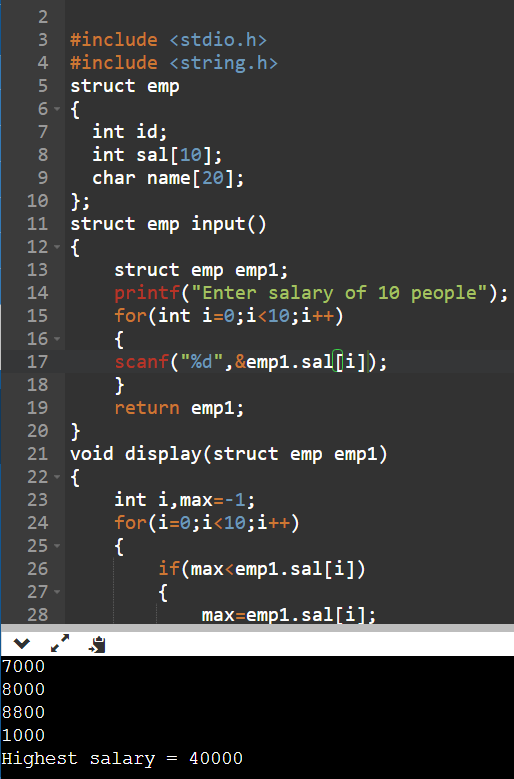 2
3 #include <stdio.h>
4 #include <string.h>
5 struct emp
6 {
7 int id;
8 int sal[10];
9 char name[20];
10 };
11 struct emp input()
12 {
13 struct emp emp1;
14 printf("Enter salary of 10 people");
15 for(int i=0;i<10;i++)
16 {
17 scanf("%d",&emp1.sal[i]);
18 }
19 return emp1;
20 }
21 void display(struct emp emp1)
22 {
23 int i,max=-1;
24 for(i=0;i<10;i++)
25 {
26 if(max<emp1.sal[i])
27 {
28 max=emp1.sal[i];
7000
8000
8800
1000
Highest salary = 40000